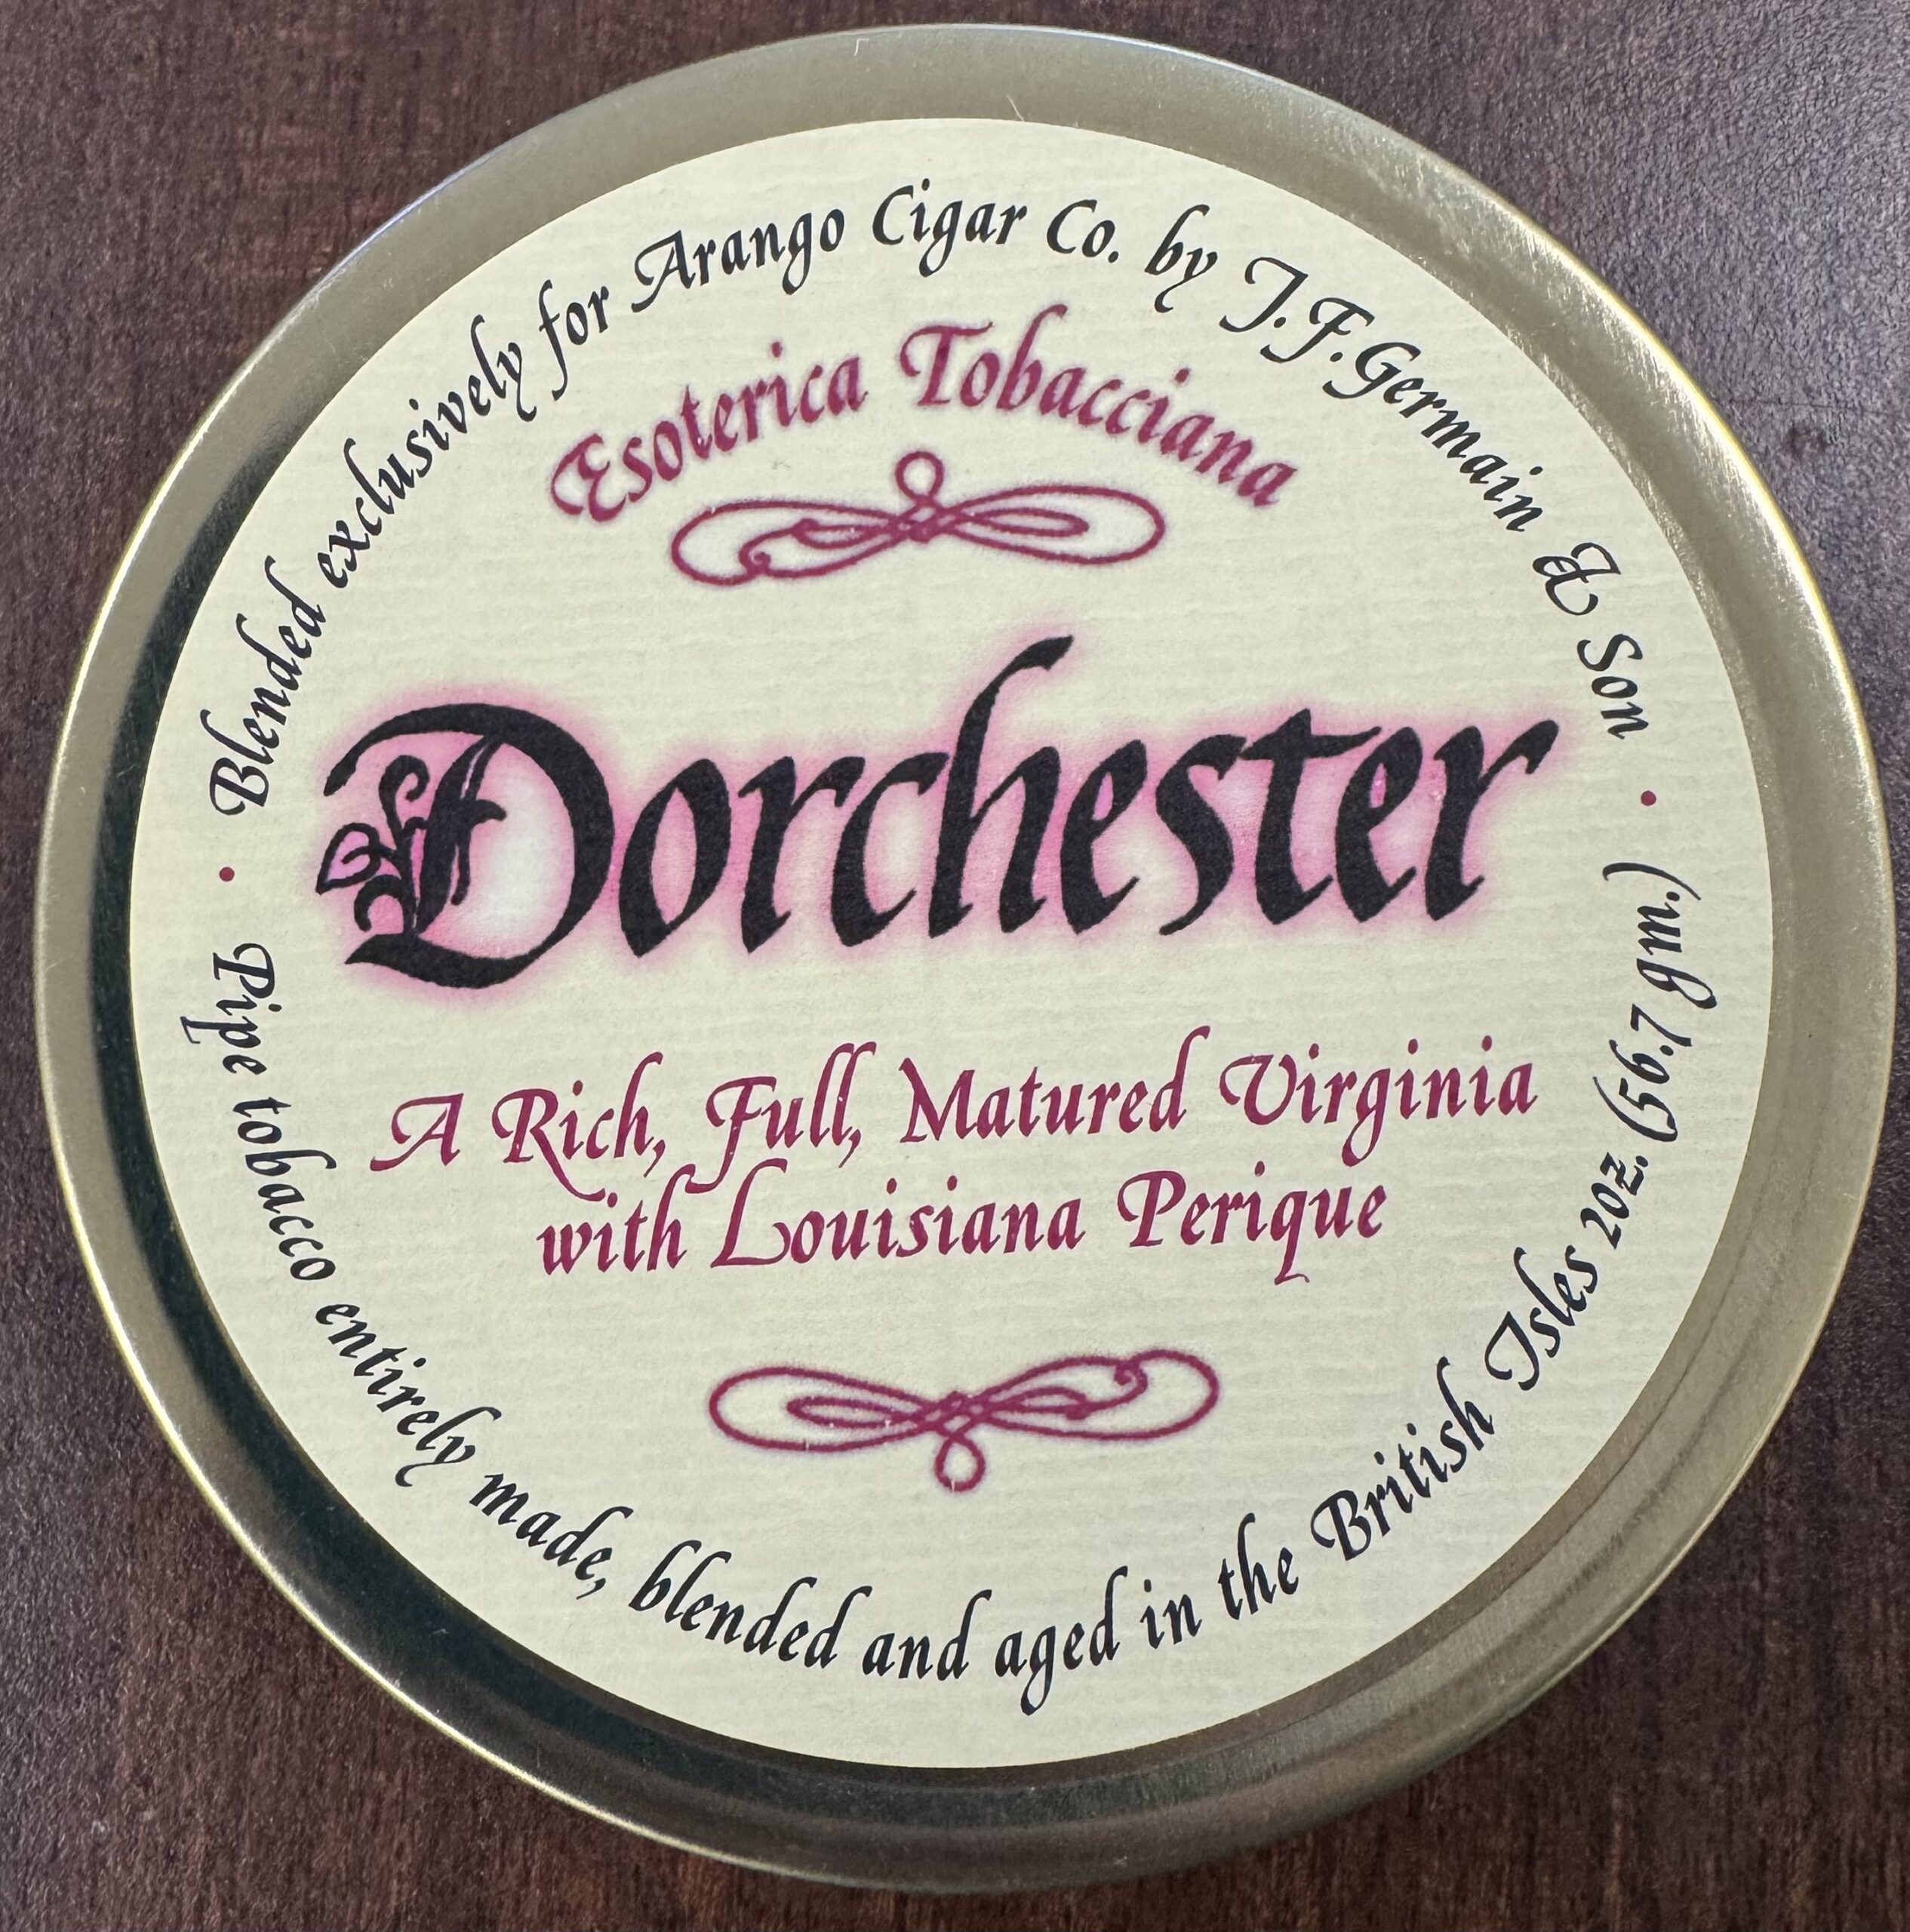 Blended exclusively for Arango Cigar Co. by J.F.Germain & Son
Esoterica Tobacciana
Dorchester
A Rich, Full, Matured Virginia
with Louisiana Perique
Pipe tobacco entirely made, blended and aged in the British Isles 2oz. (56.7 gm.)